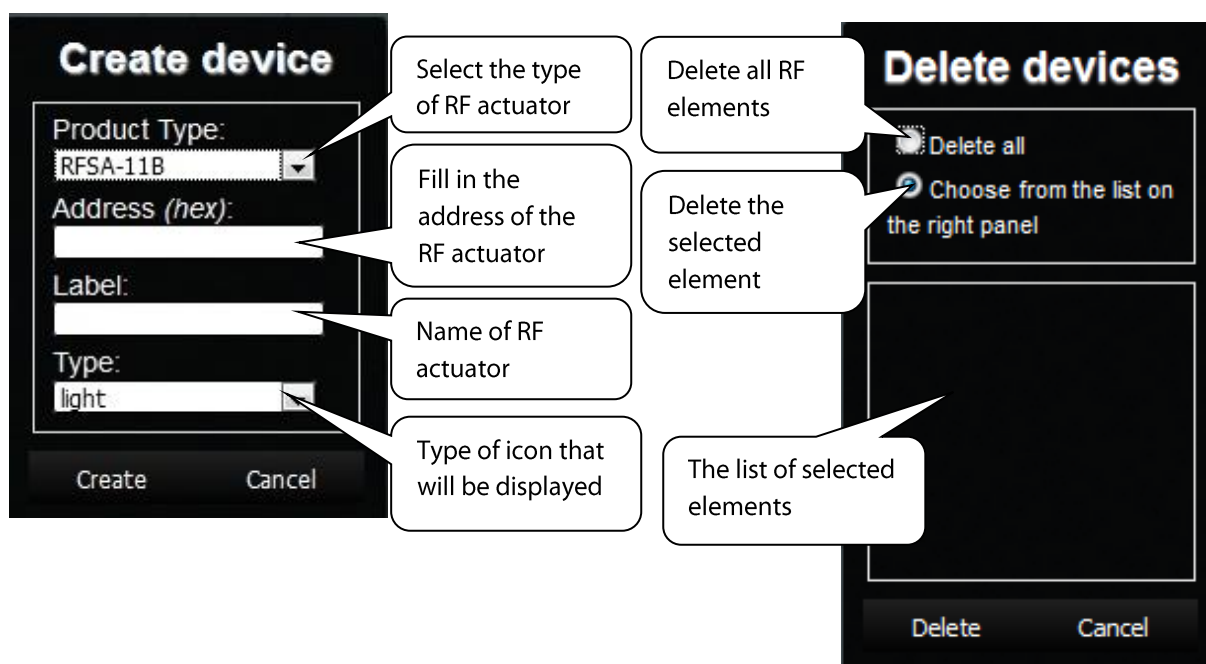 Create device
Product Type:
RFSA-11B
Address (hex):
Label:
Type:
light
Create Cancel
Select the type
of RF actuator
Fill in the
address of the
RF actuator
Name of RF
actuator
Type of icon that
will be displayed
Delete all RF
elements
Delete the
selected
element
The list of selected
elements
Delete devices
Delete all
Choose from the list on
the right panel
Delete Cancel